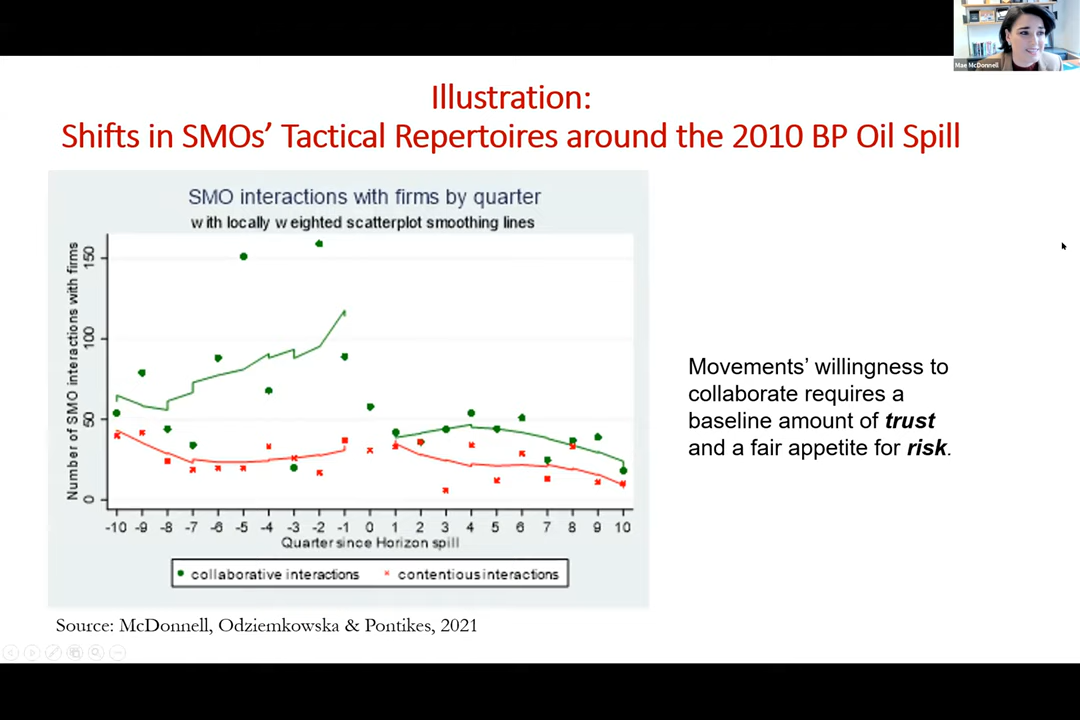 Mae McDonnell
Illustration:
Shifts in SMOs’ Tactical Repertoires around the 2010 BP Oil Spill
SMO interactions with firms by quarter
with locally weighted scatterplot smoothing lines
Number of SMO interactions with firms
150
100
50
0
-10 -9 -8 -7 -6 -5 -4 -3 -2 -1 0 1 2 3 4 5 6 7 8 9 10
Quarter since Horizon spill
collaborative interactions contentious interactions
Movements’ willingness to
collaborate requires a
baseline amount of trust
and a fair appetite for risk.
Source: McDonnell, Odziemkowska & Pontikes, 2021